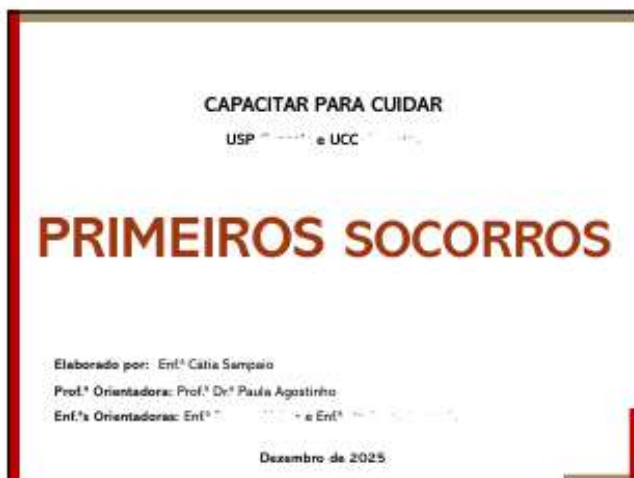 CAPACITAR PARA CUIDAR
USP e UCC
PRIMEIROS SOCORROS
Elaborado por: Enf.ª Cátia Sampaio
Prof.ª Orientadora: Prof.ª Dr.ª Paula Agostinho
Enf.ªs Orientadoras: Enf.ª e Enf.ª
Dezembro de 2025